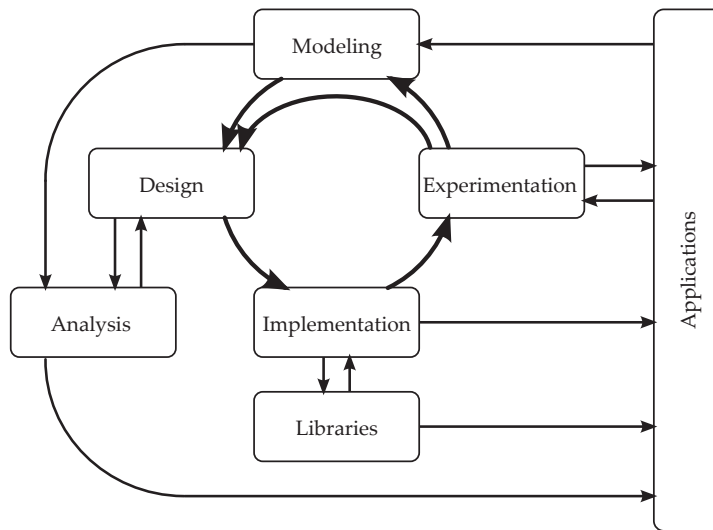 Modeling
Design
Experimentation
Applications
Analysis
Implementation
Libraries